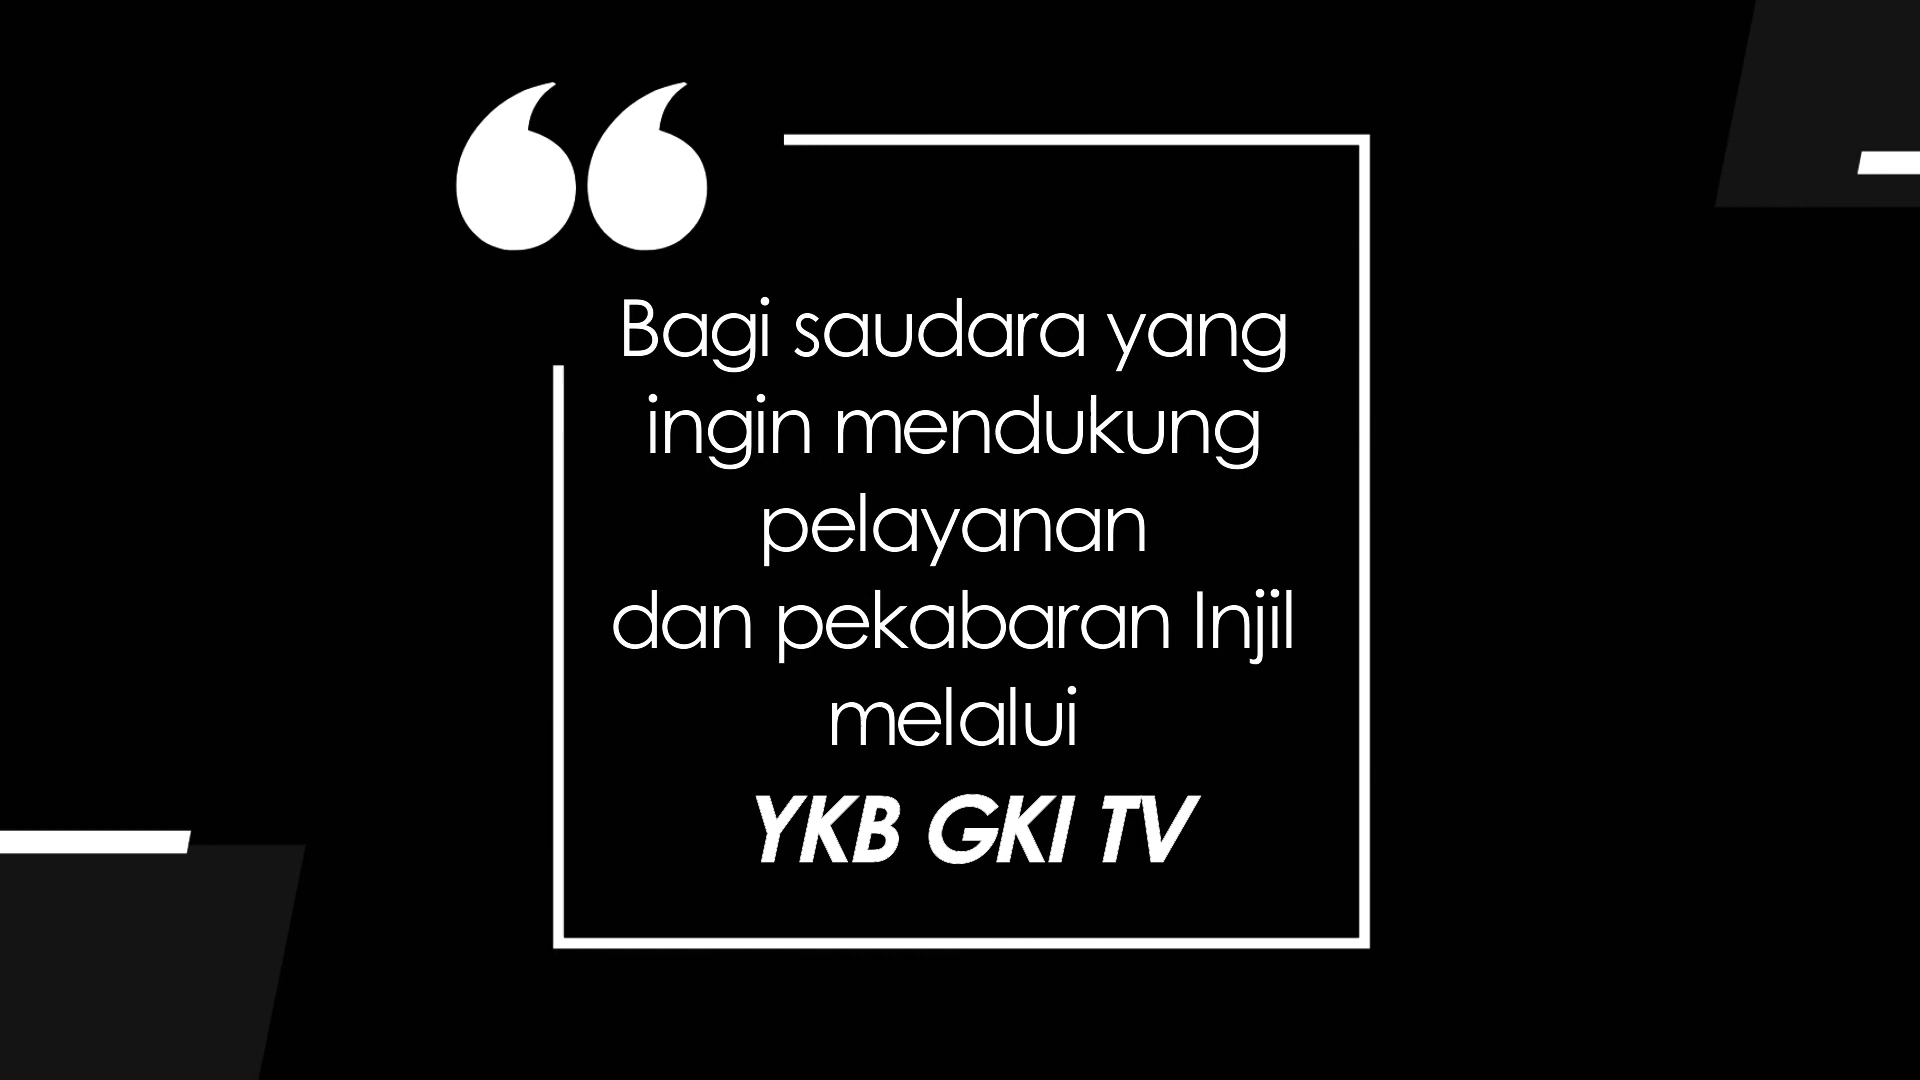 Bagi saudara yang
ingin mendukung
pelayanan
dan pekabaran Injil
melalui
YKB GKI TV